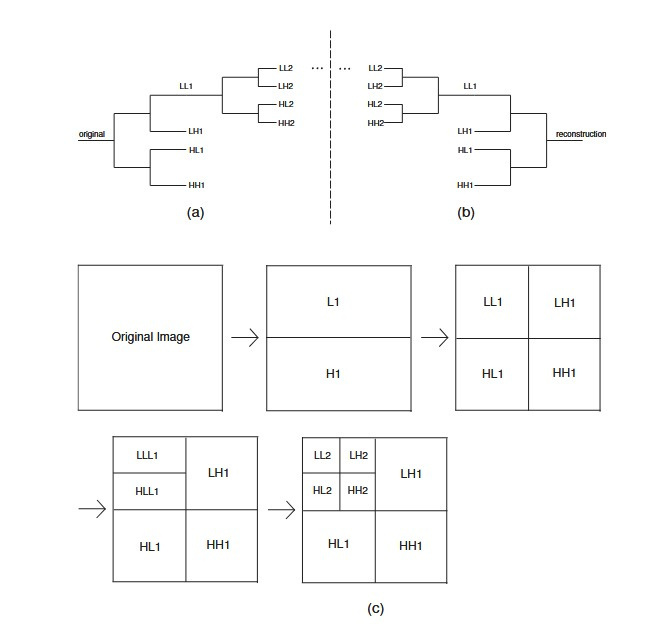 LL2 ... ... LL2
LL1 LH2 LH2 LL1
HL2 HL2
original HH2 HH2 reconstruction
LH1 LH1
HL1 HL1
HH1 HH1
(a) (b)
Original Image
L1
H1
LL1 LH1
HL1 HH1
LLL1
HLL1
LH1
HL1 HH1
LL2 LH2
HL2 HH2
LH1
HL1 HH1
(c)